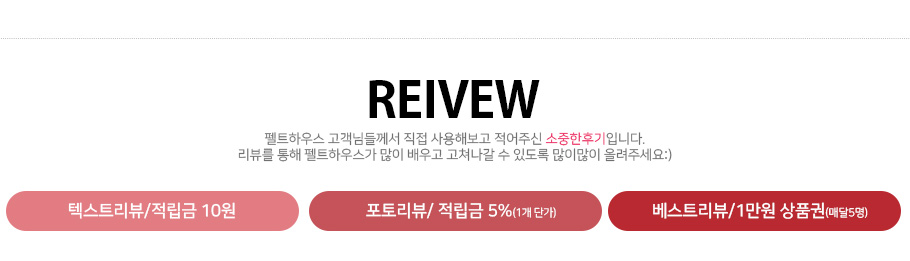 REIVEW
펠트하우스 고객님들께서 직접 사용해보고 적어주신 소중한후기입니다.
리뷰를 통해 펠트하우스가 많이 배우고 고쳐나갈 수 있도록 많이많이 올려주세요:)
텍스트리뷰/적립금 10원
포토리뷰/ 적립금 5%(1개 단가)
베스트리뷰/1만원 상품권(매달5명)